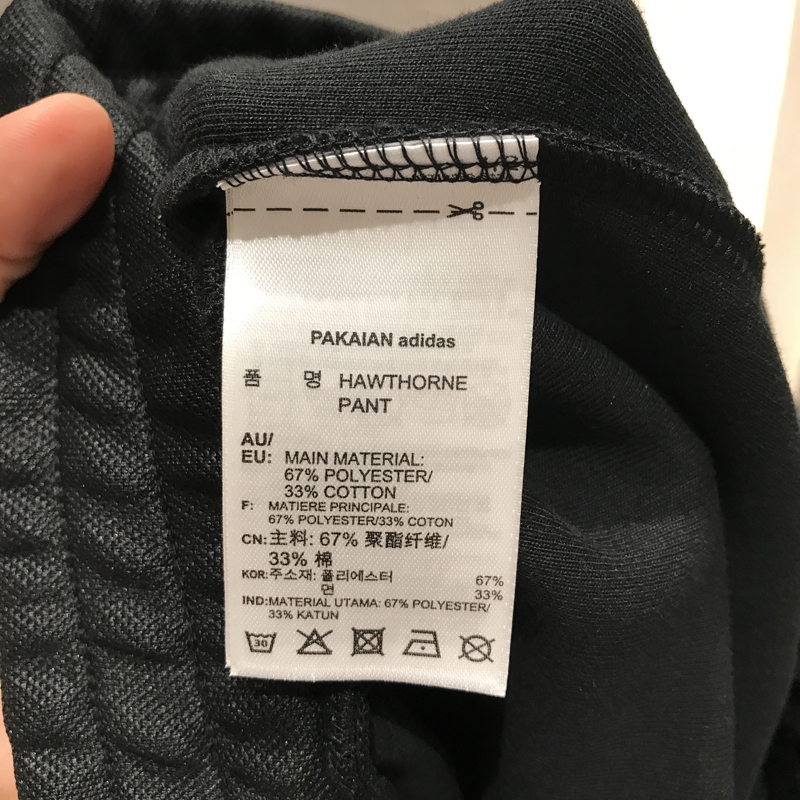 PAKAIAN adidas
품 명 HAWTHORNE
PANT
AU/
EU: MAIN MATERIAL:
67% POLYESTER/
33% COTTON
F: MATIERE PRINCIPALE:
67% POLYESTER/33% COTON
CN:主料: 67% 聚酯纤维/
33% 棉
KOR:주소재: 폴리에스터 67%
면 33%
IND:MATERIAL UTAMA: 67% POLYESTER/
33% KATUN
30